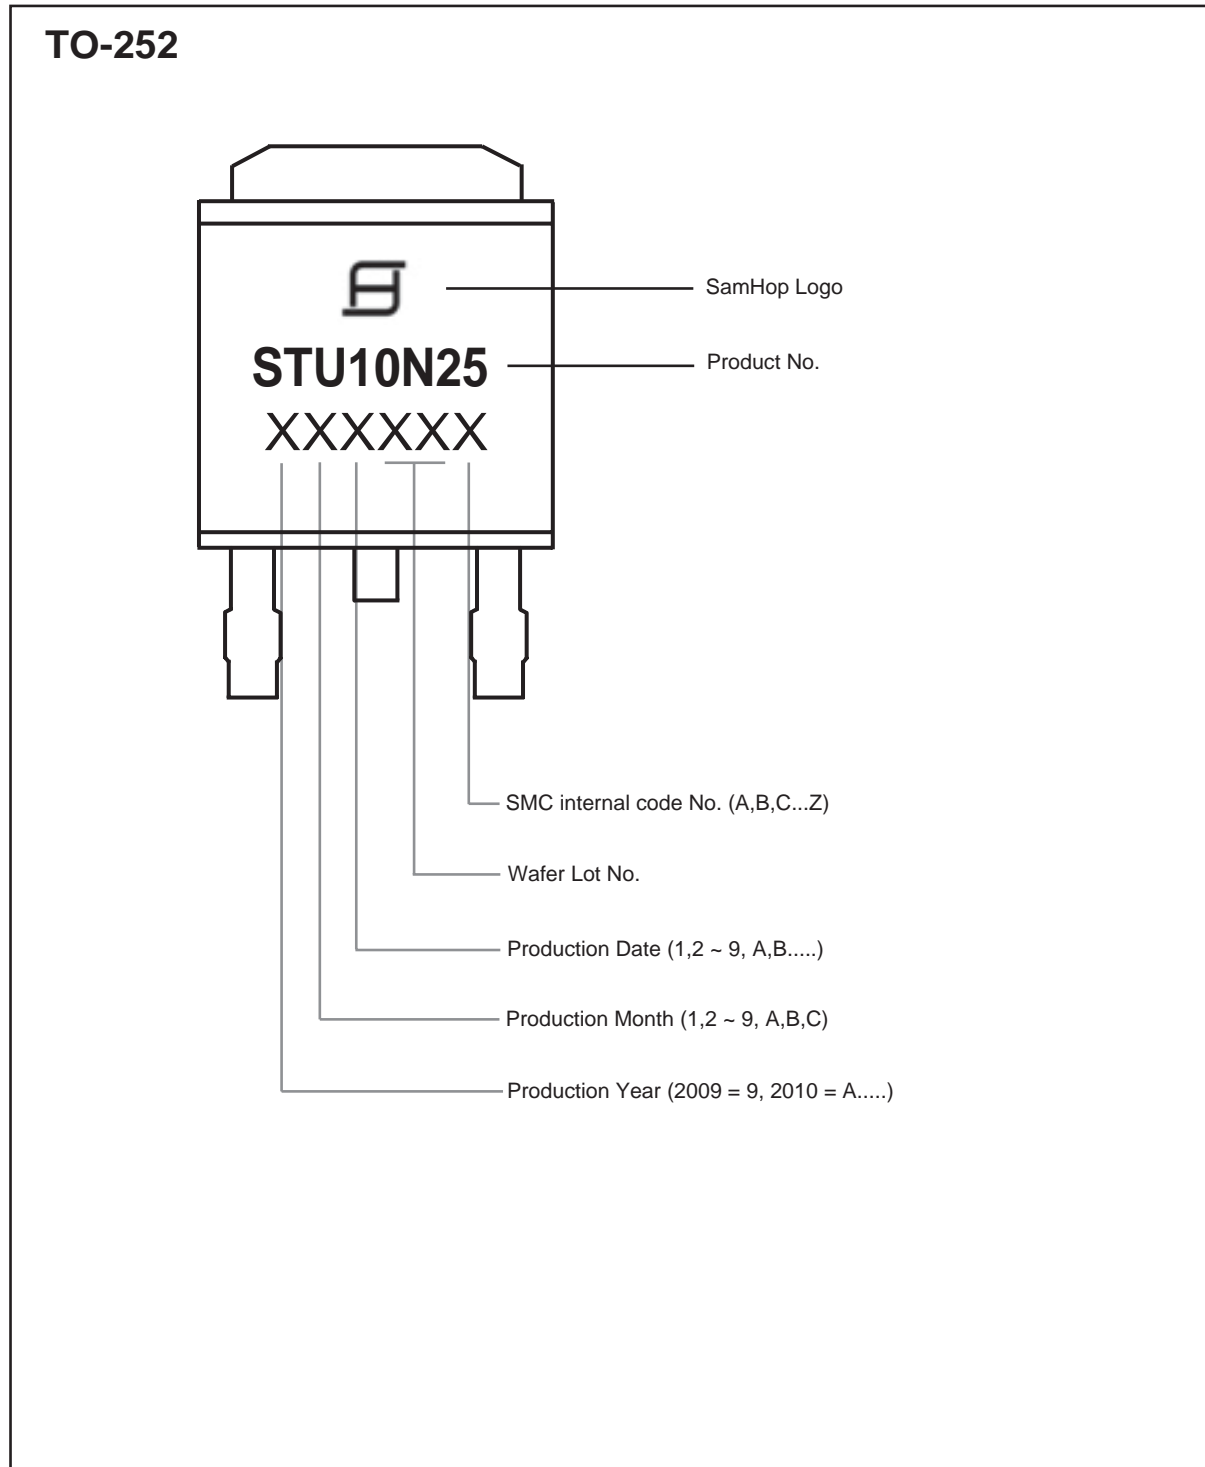 TO-252
SamHop Logo
STU10N25
Product No.
XXXXXX
SMC internal code No. (A,B,C...Z)
Wafer Lot No.
Production Date (1,2 ~ 9, A,B.....)
Production Month (1,2 ~ 9, A,B,C)
Production Year (2009 = 9, 2010 = A.....)